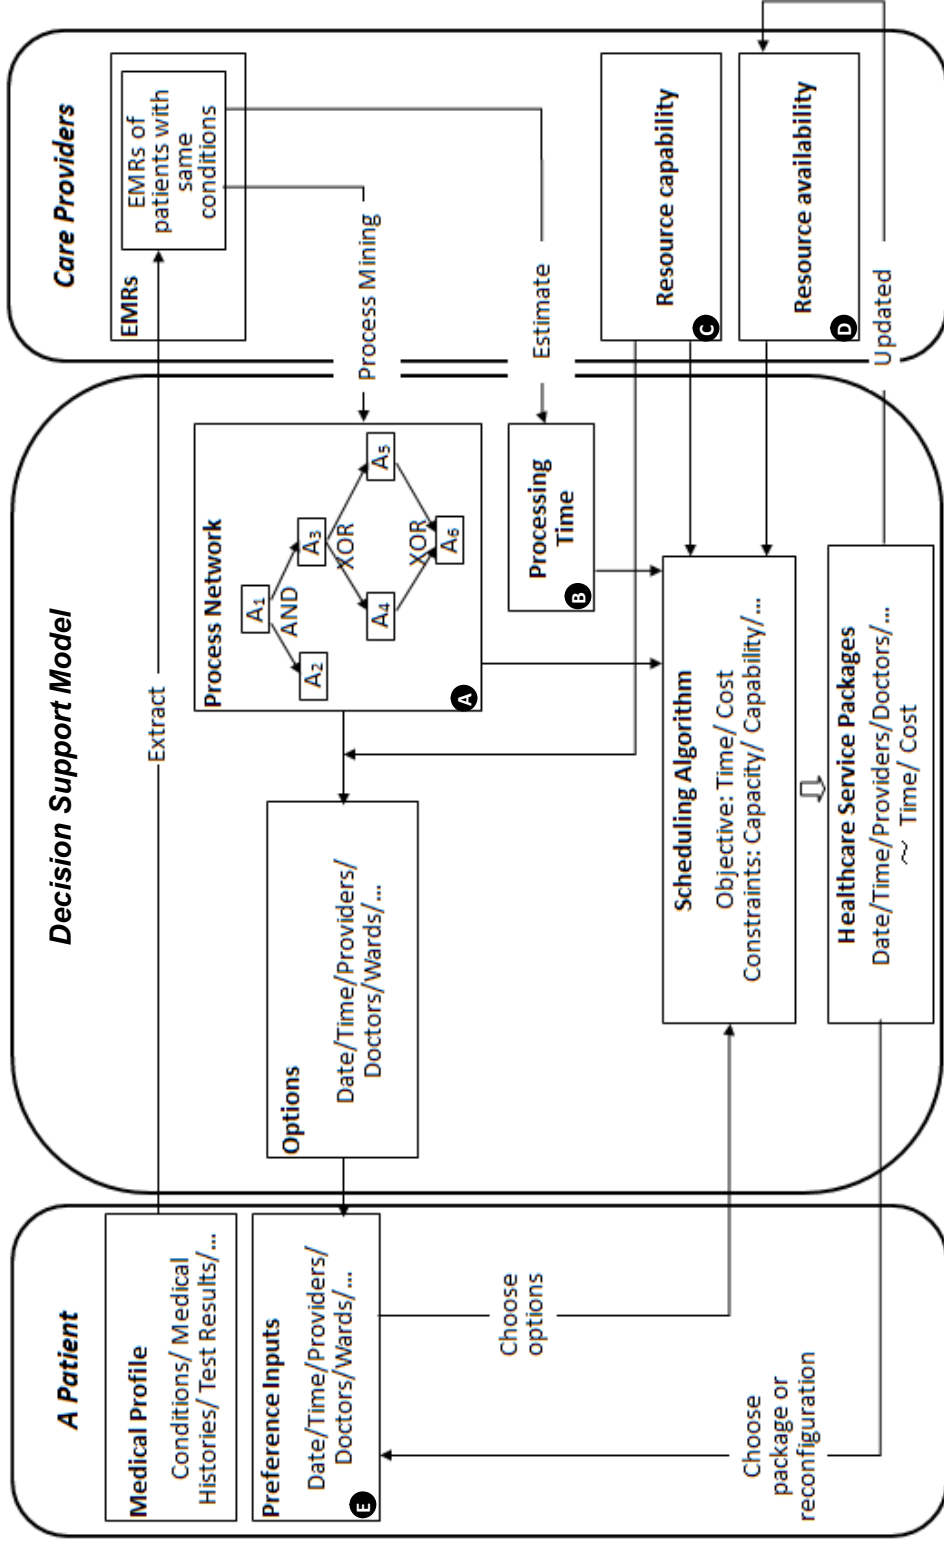 A Patient
Medical Profile
Conditions/ Medical
Histories/ Test Results/...
Preference Inputs
Date/Time/Providers/
Doctors/Wards/...
E
Choose
options
Choose
package or
reconfiguration
Decision Support Model
Extract
Options
Date/Time/Providers/
Doctors/Wards/...
Process Network
A1
AND
A2
A3
XOR
A4
A5
XOR
A6
A
Processing
Time
B
Scheduling Algorithm
Objective: Time/ Cost
Constraints: Capacity/ Capability/...
Healthcare Service Packages
Date/Time/Providers/Doctors/...
~ Time/ Cost
Care Providers
EMRs
EMRs of
patients with
same
conditions
Process Mining
Estimate
Resource capability
C
Resource availability
D
Updated